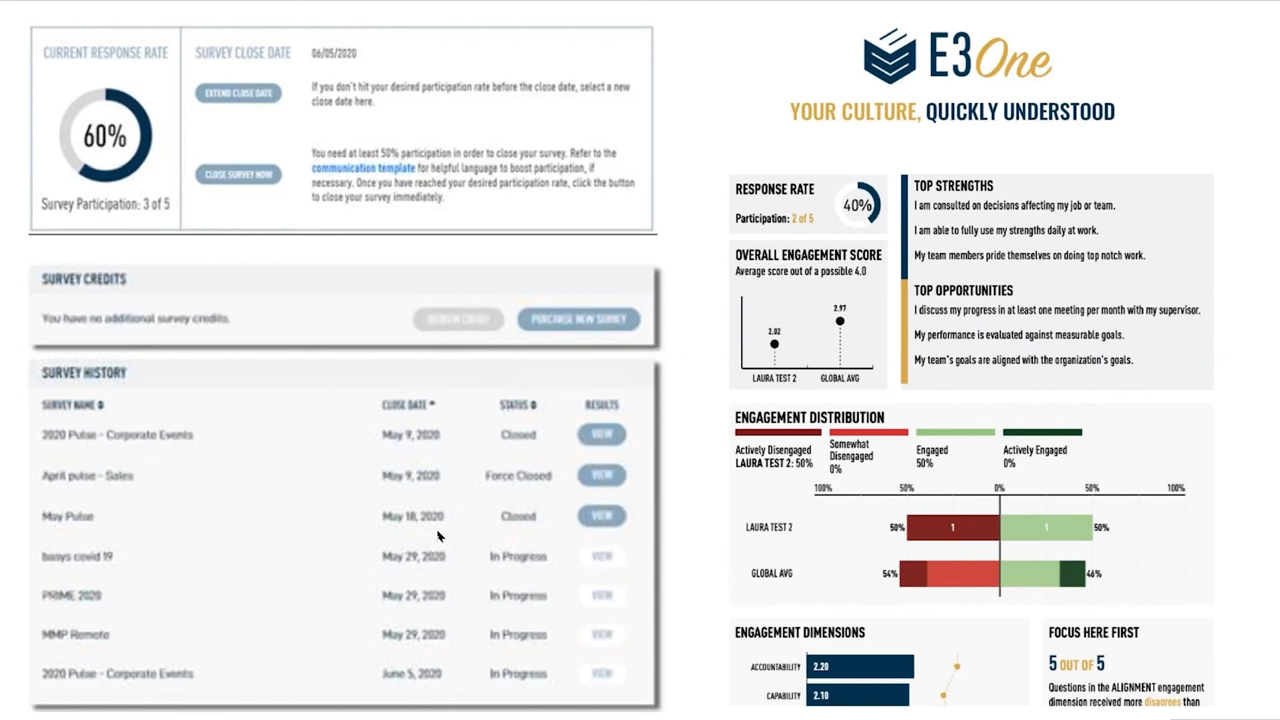 CURRENT RESPONSE RATE
60%
Survey Participation: 3 of 5
SURVEY CLOSE DATE
06/05/2020
EXTEND CLOSE DATE
If you don't hit your desired participation rate before the close date, select a new
close date here.
CLOSE SURVEY NOW
You need at least 50% participation in order to close your survey. Refer to the
communication template for helpful language to boost participation, if
necessary. Once you have reached your desired participation rate, click the button
to close your survey immediately.
SURVEY CREDITS
You have no additional survey credits.
PURCHASE NEW SURVEY
SURVEY HISTORY
SURVEY NAME CLOSE DATE STATUS RESULTS
2020 Pulse - Corporate Events May 9, 2020 Closed VIEW
April pulse - Sales May 9, 2020 Force Closed VIEW
May Pulse May 18, 2020 Closed VIEW
basys covid 19 May 29, 2020 In Progress VIEW
PRIME 2020 May 29, 2020 In Progress VIEW
MMP Remote May 29, 2020 In Progress VIEW
2020 Pulse - Corporate Events June 5, 2020 In Progress VIEW
E3 One
YOUR CULTURE, QUICKLY UNDERSTOOD
RESPONSE RATE
Participation: 2 of 5
40%
OVERALL ENGAGEMENT SCORE
Average score out of a possible 4.0
2.02
2.97
LAURA TEST 2
GLOBAL AVG
TOP STRENGTHS
I am consulted on decisions affecting my job or team.
I am able to fully use my strengths daily at work.
My team members pride themselves on doing top notch work.
TOP OPPORTUNITIES
I discuss my progress in at least one meeting per month with my supervisor.
My performance is evaluated against measurable goals.
My team's goals are aligned with the organization's goals.
ENGAGEMENT DISTRIBUTION
Actively Disengaged
LAURA TEST 2: 50%
Somewhat
Disengaged
0%
Engaged
50%
Actively Engaged
0%
100% 50% 0% 50% 100%
LAURA TEST 2 50% 1 1 50%
GLOBAL AVG 54% 46%
ENGAGEMENT DIMENSIONS
ACCOUNTABILITY 2.20
CAPABILITY 2.10
FOCUS HERE FIRST
5 OUT OF 5
Questions in the ALIGNMENT engagement
dimension received more disagrees than